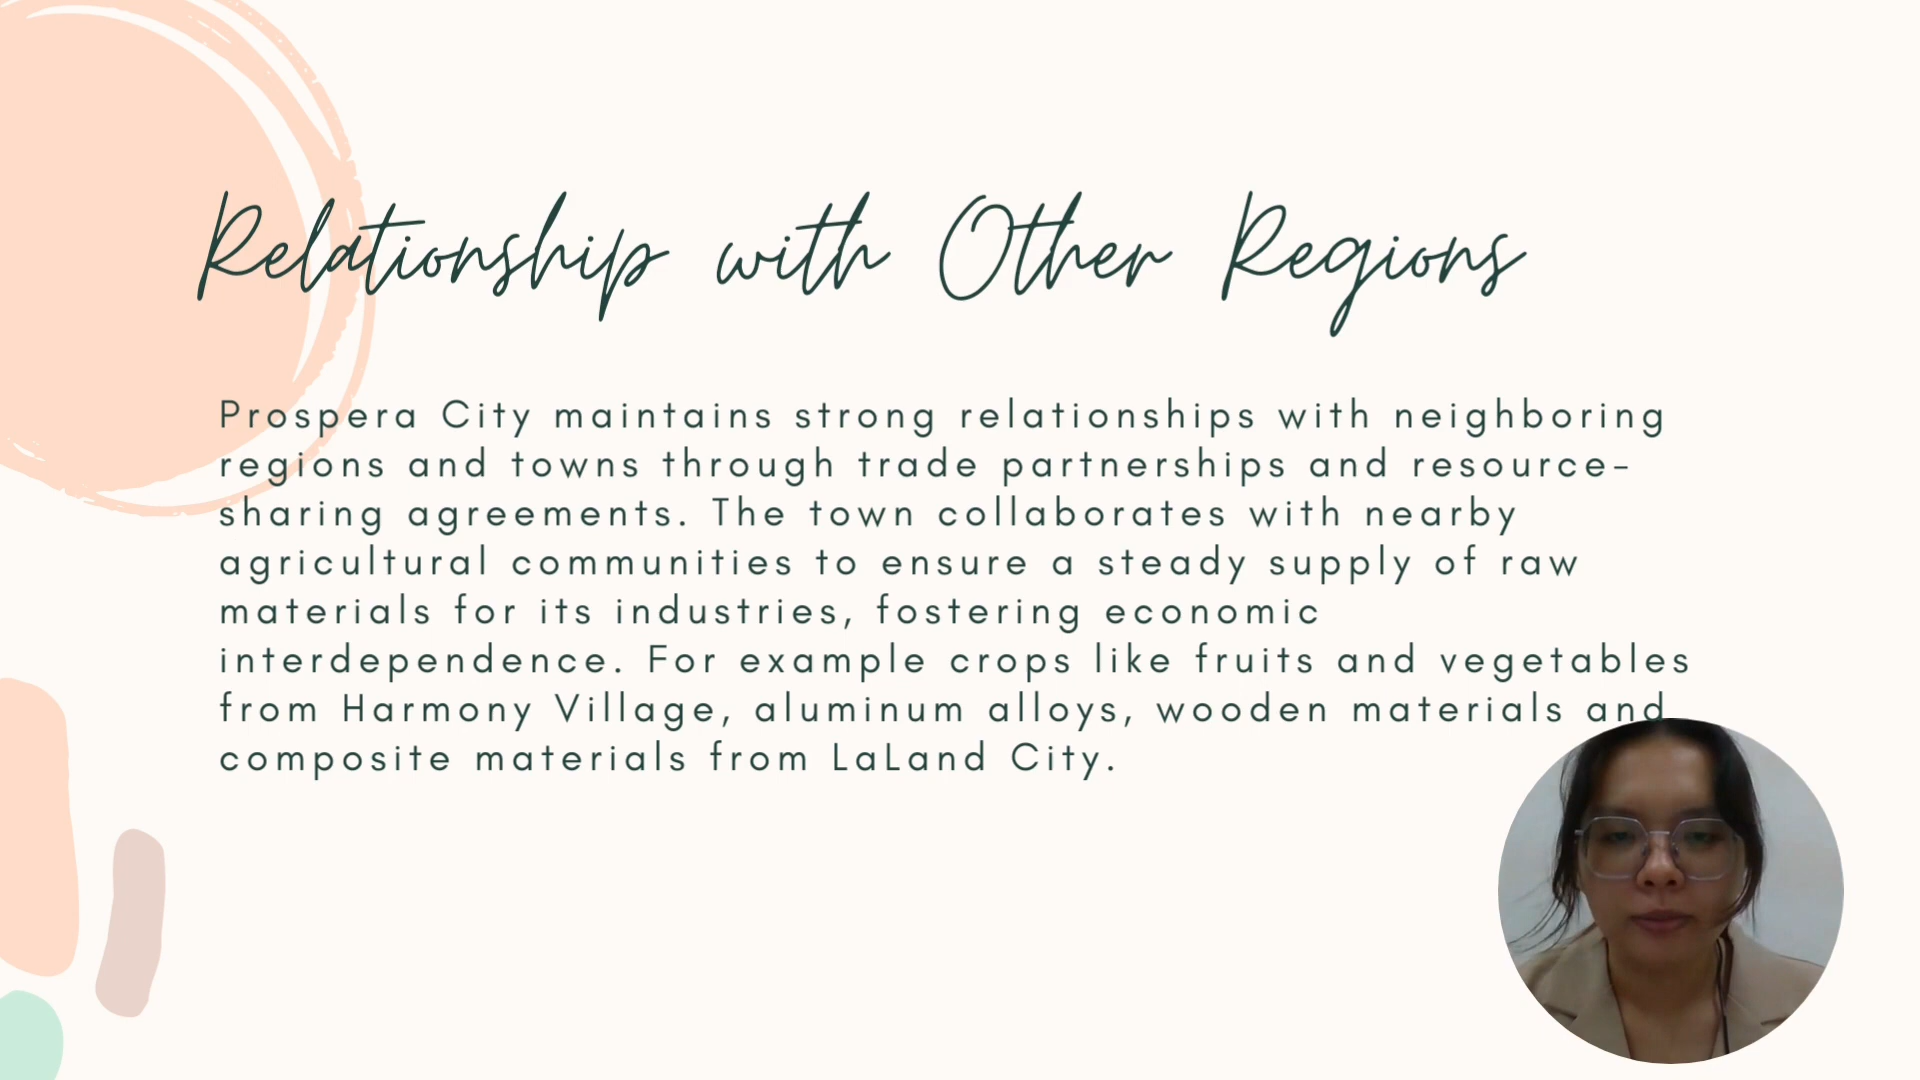 Relationship with Other Regions
Prospera City maintains strong relationships with neighboring
regions and towns through trade partnerships and resource-
sharing agreements. The town collaborates with nearby
agricultural communities to ensure a steady supply of raw
materials for its industries, fostering economic
interdependence. For example crops like fruits and vegetables
from Harmony Village, aluminum alloys, wooden materials and
composite materials from LaLand City.